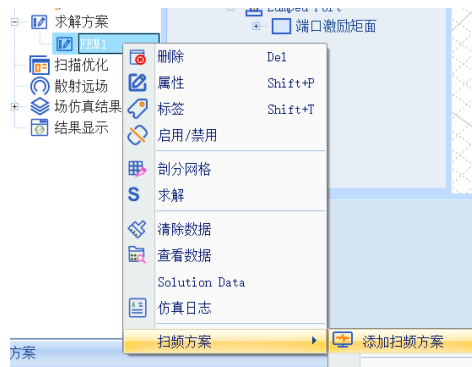 求解方案
FEM1
扫描优化
散射远场
场仿真结果
结果显示
Lumped Port
端口激励矩面
删除 Del
属性 Shift+P
标签 Shift+T
启用/禁用
剖分网格
S 求解
清除数据
查看数据
Solution Data
仿真日志
扫频方案
添加扫频方案
方案